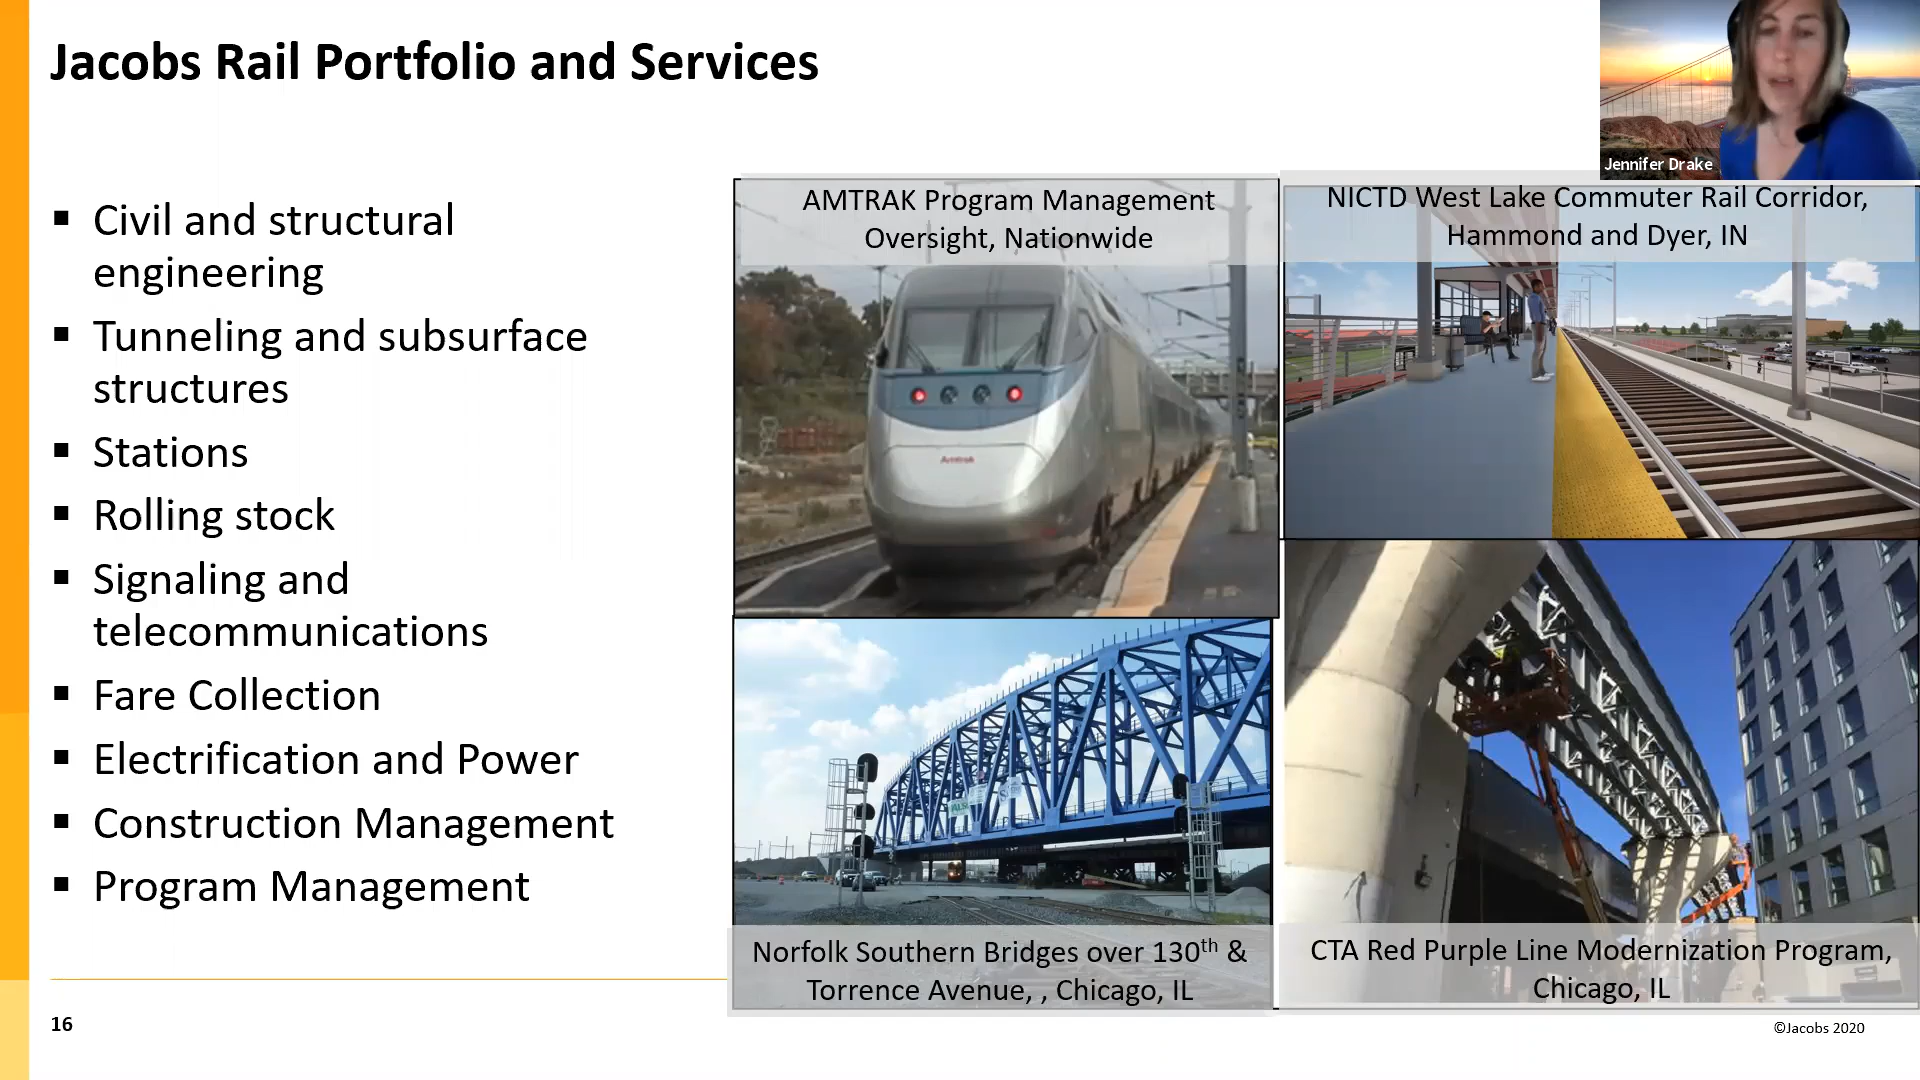 Jacobs Rail Portfolio and Services
Jennifer Drake
▪ Civil and structural
engineering
▪ Tunneling and subsurface
structures
▪ Stations
▪ Rolling stock
▪ Signaling and
telecommunications
▪ Fare Collection
▪ Electrification and Power
▪ Construction Management
▪ Program Management
AMTRAK Program Management
Oversight, Nationwide
Amtrak
NICTD West Lake Commuter Rail Corridor,
Hammond and Dyer, IN
Norfolk Southern Bridges over 130th &
Torrence Avenue, , Chicago, IL
CTA Red Purple Line Modernization Program,
Chicago, IL
16
©Jacobs 2020